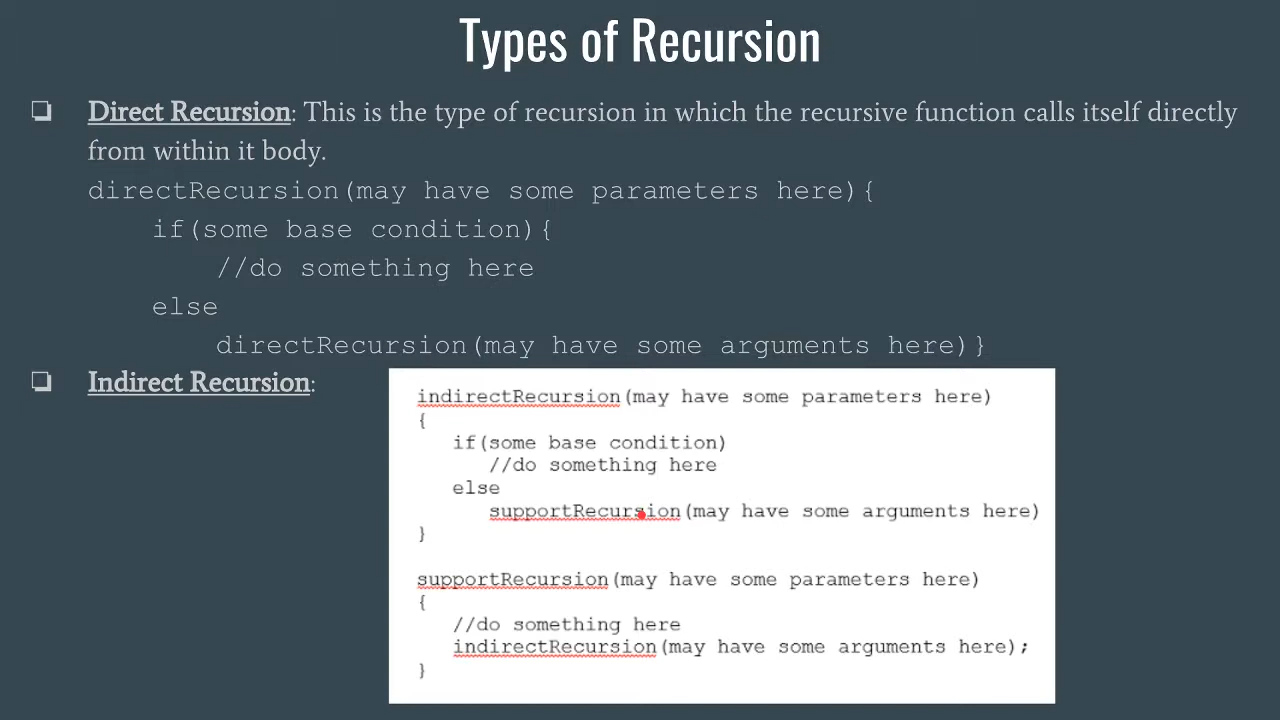 Types of Recursion
❏ Direct Recursion: This is the type of recursion in which the recursive function calls itself directly
from within it body.
directRecursion(may have some parameters here){
    if(some base condition){
        //do something here
    else
        directRecursion(may have some arguments here)}
❏ Indirect Recursion:
indirectRecursion(may have some parameters here)
{
   if(some base condition)
      //do something here
   else
      supportRecursion(may have some arguments here)
}
supportRecursion(may have some parameters here)
{
   //do something here
   indirectRecursion(may have some arguments here);
}